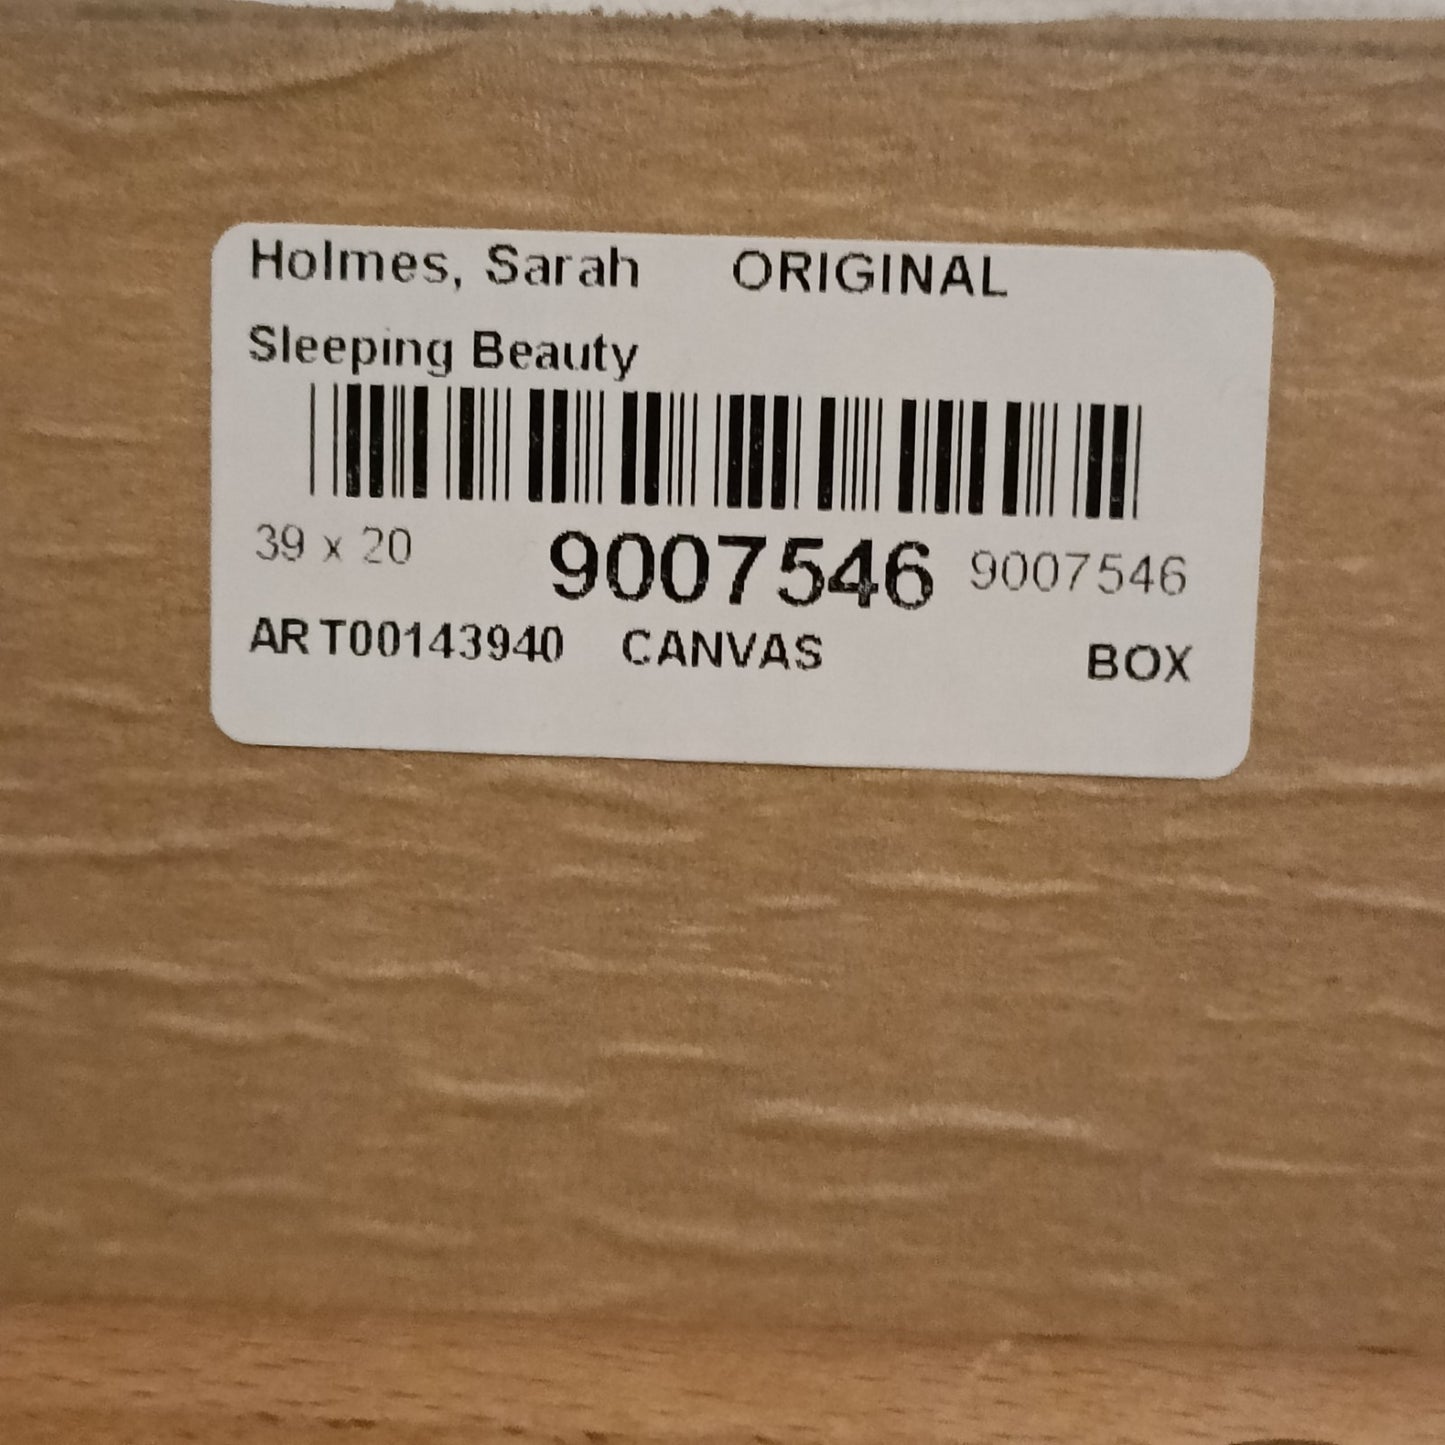 Holmes, Sarah ORIGINAL
Sleeping Beauty
39 x 20 9007546 9007546
ART00143940 CANVAS BOX